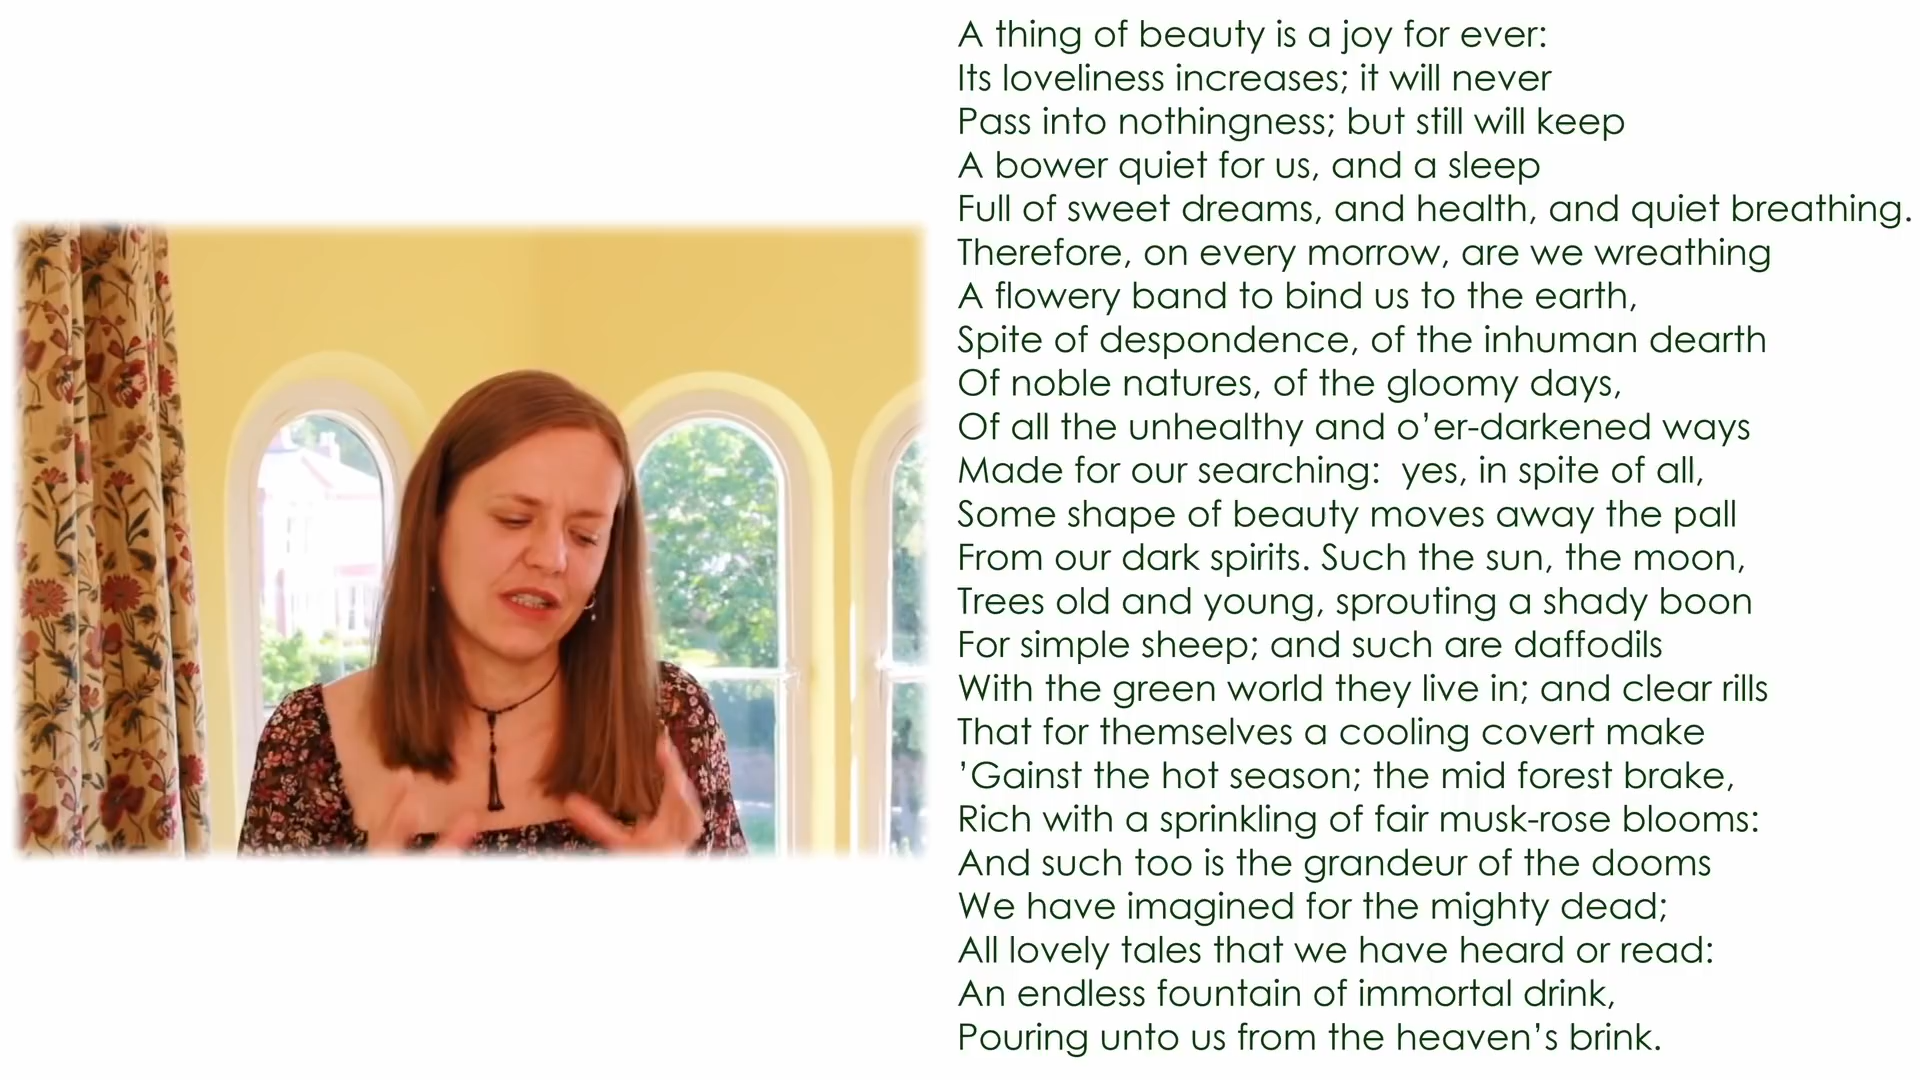 A thing of beauty is a joy for ever:
Its loveliness increases; it will never
Pass into nothingness; but still will keep
A bower quiet for us, and a sleep
Full of sweet dreams, and health, and quiet breathing.
Therefore, on every morrow, are we wreathing
A flowery band to bind us to the earth,
Spite of despondence, of the inhuman dearth
Of noble natures, of the gloomy days,
Of all the unhealthy and o’er-darkened ways
Made for our searching:  yes, in spite of all,
Some shape of beauty moves away the pall
From our dark spirits. Such the sun, the moon,
Trees old and young, sprouting a shady boon
For simple sheep; and such are daffodils
With the green world they live in; and clear rills
That for themselves a cooling covert make
’Gainst the hot season; the mid forest brake,
Rich with a sprinkling of fair musk-rose blooms:
And such too is the grandeur of the dooms
We have imagined for the mighty dead;
All lovely tales that we have heard or read:
An endless fountain of immortal drink,
Pouring unto us from the heaven’s brink.